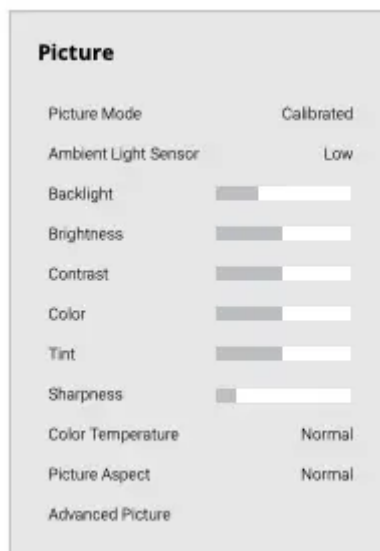 Picture
Picture Mode Calibrated
Ambient Light Sensor Low
Backlight
Brightness
Contrast
Color
Tint
Sharpness
Color Temperature Normal
Picture Aspect Normal
Advanced Picture